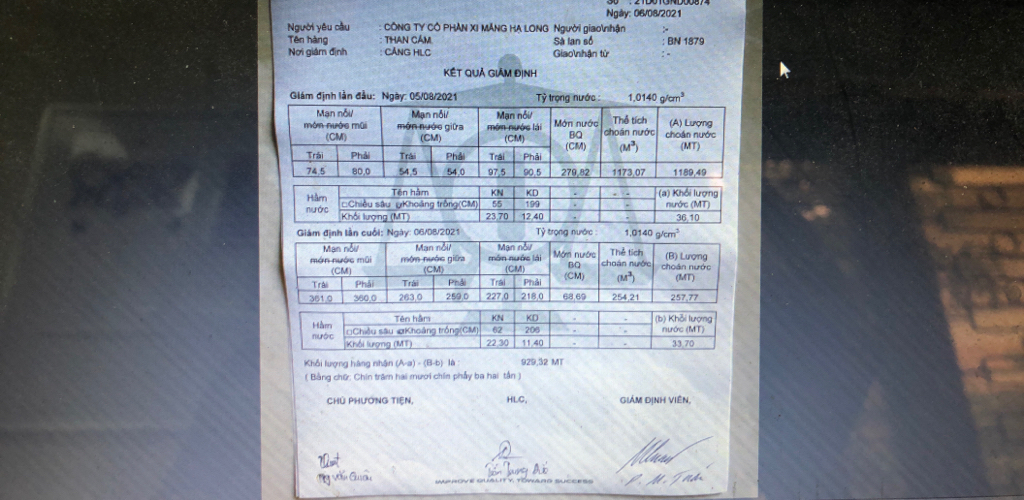 Số : 21D01GND00874
Ngày: 06/08/2021
Người yêu cầu : CÔNG TY CỔ PHẦN XI MĂNG HẠ LONG Người giao\nhận :-
Tên hàng : THAN CÁM. Sà lan số : BN 1879
Nơi giám định : CẢNG HLC Giao\nhận từ : -
KẾT QUẢ GIÁM ĐỊNH
Giám định lần đầu: Ngày: 05/08/2021 Tỷ trọng nước : 1,0140 g/cm³
Mạn nổi/ món nước mũi (CM) Mạn nổi/ món nước giữa (CM) Mạn nổi/ món nước lái (CM) Món nước BQ (CM) Thể tích choán nước (M³) (A) Lượng choán nước (MT)
Trái Phải Trái Phải Trái Phải
74,5 80,0 54,5 54,0 97,5 90,5 279,82 1173,07 1189,49
Hầm nước Tên hầm KN KD - - (a) Khối lượng nước (MT)
□Chiều sâu ☑Khoảng trống(CM) 55 199 - -
Khối lượng (MT) 23,70 12,40 - - 36,10
Giám định lần cuối: Ngày: 06/08/2021 Tỷ trọng nước : 1,0140 g/cm³
Mạn nổi/ món nước mũi (CM) Mạn nổi/ món nước giữa (CM) Mạn nổi/ món nước lái (CM) Món nước BQ (CM) Thể tích choán nước (M³) (B) Lượng choán nước (MT)
Trái Phải Trái Phải Trái Phải
361,0 360,0 263,0 259,0 227,0 218,0 68,69 254,21 257,77
Hầm nước Tên hầm KN KD - - (b) Khối lượng nước (MT)
□Chiều sâu ☑Khoảng trống(CM) 62 206 - -
Khối lượng (MT) 22,30 11,40 - - 33,70
Khối lượng hàng nhận (A-a) - (B-b) là : 929,32 MT
( Bằng chữ: Chín trăm hai mươi chín phẩy ba hai tấn )
CHỦ PHƯƠNG TIỆN, HLC, GIÁM ĐỊNH VIÊN,
IMPROVE QUALITY, TOWARD SUCCESS